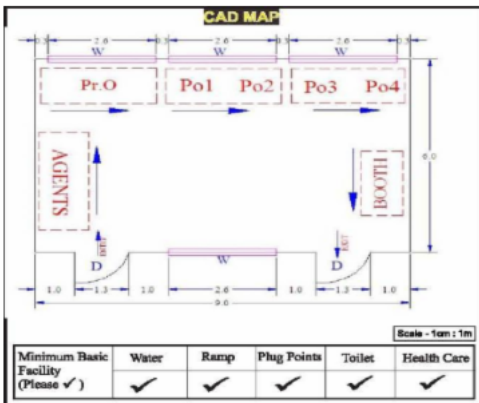 CAD MAP
0.3 2.6 0.3 2.6 0.3 2.6 0.3
W W W
Pr.O Po1 Po2 Po3 Po4
AGENTS
BOOTH
6.0
EXIT
D W D
1.0 1.3 1.0 2.6 1.0 1.3 1.0
9.6
Scale - 1cm : 1m
Minimum Basic Facility (Please ✓) Water Ramp Plug Points Toilet Health Care
✓ ✓ ✓ ✓ ✓